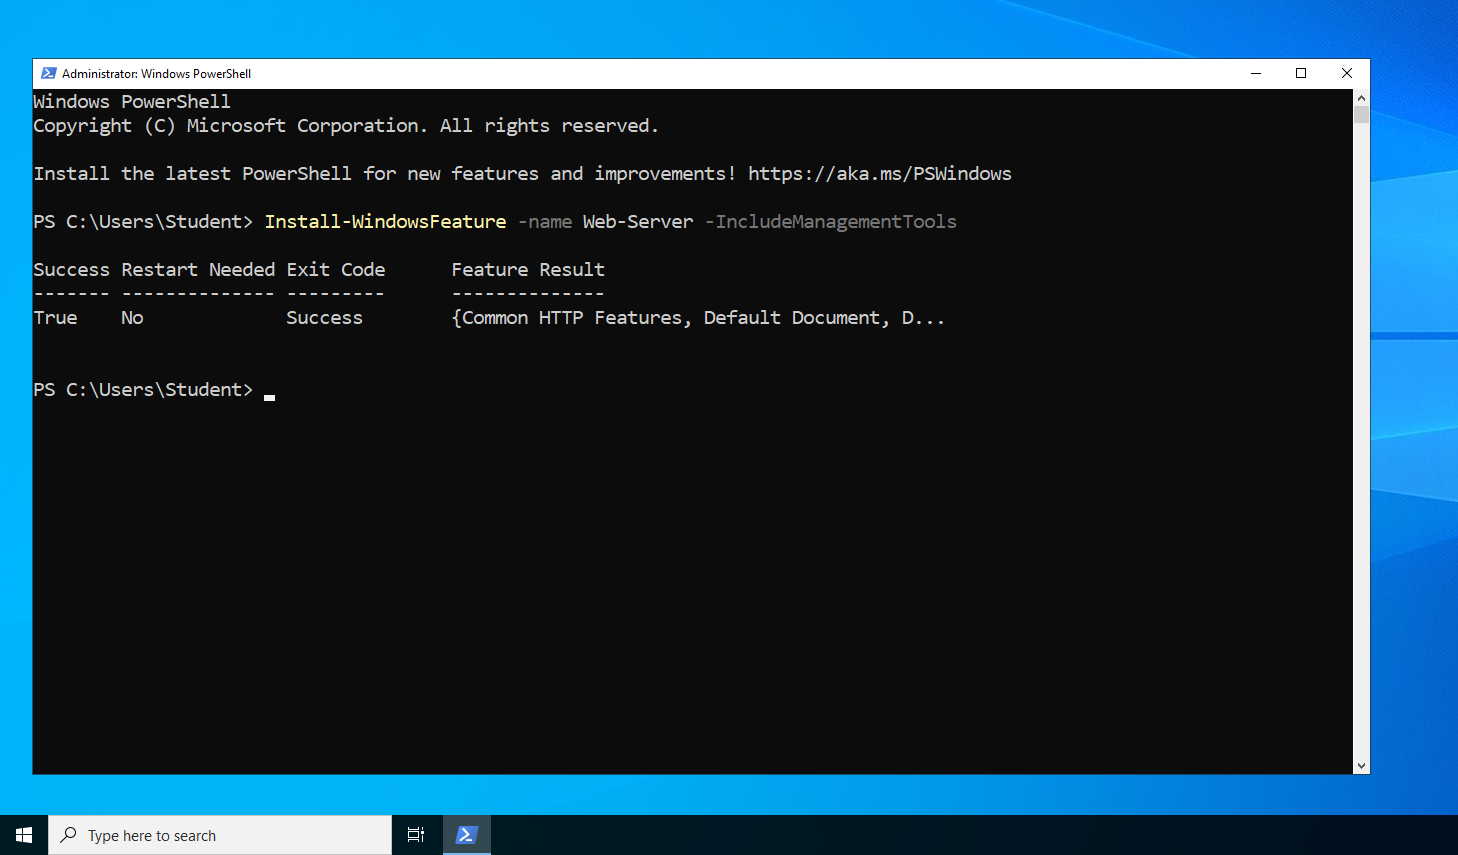 Administrator: Windows PowerShell
Windows PowerShell
Copyright (C) Microsoft Corporation. All rights reserved.
Install the latest PowerShell for new features and improvements! https://aka.ms/PSWindows
PS C:\Users\Student> Install-WindowsFeature -name Web-Server -IncludeManagementTools
Success Restart Needed Exit Code      Feature Result
------- -------------- ---------      --------------
True    No             Success        {Common HTTP Features, Default Document, D...
PS C:\Users\Student>
Type here to search